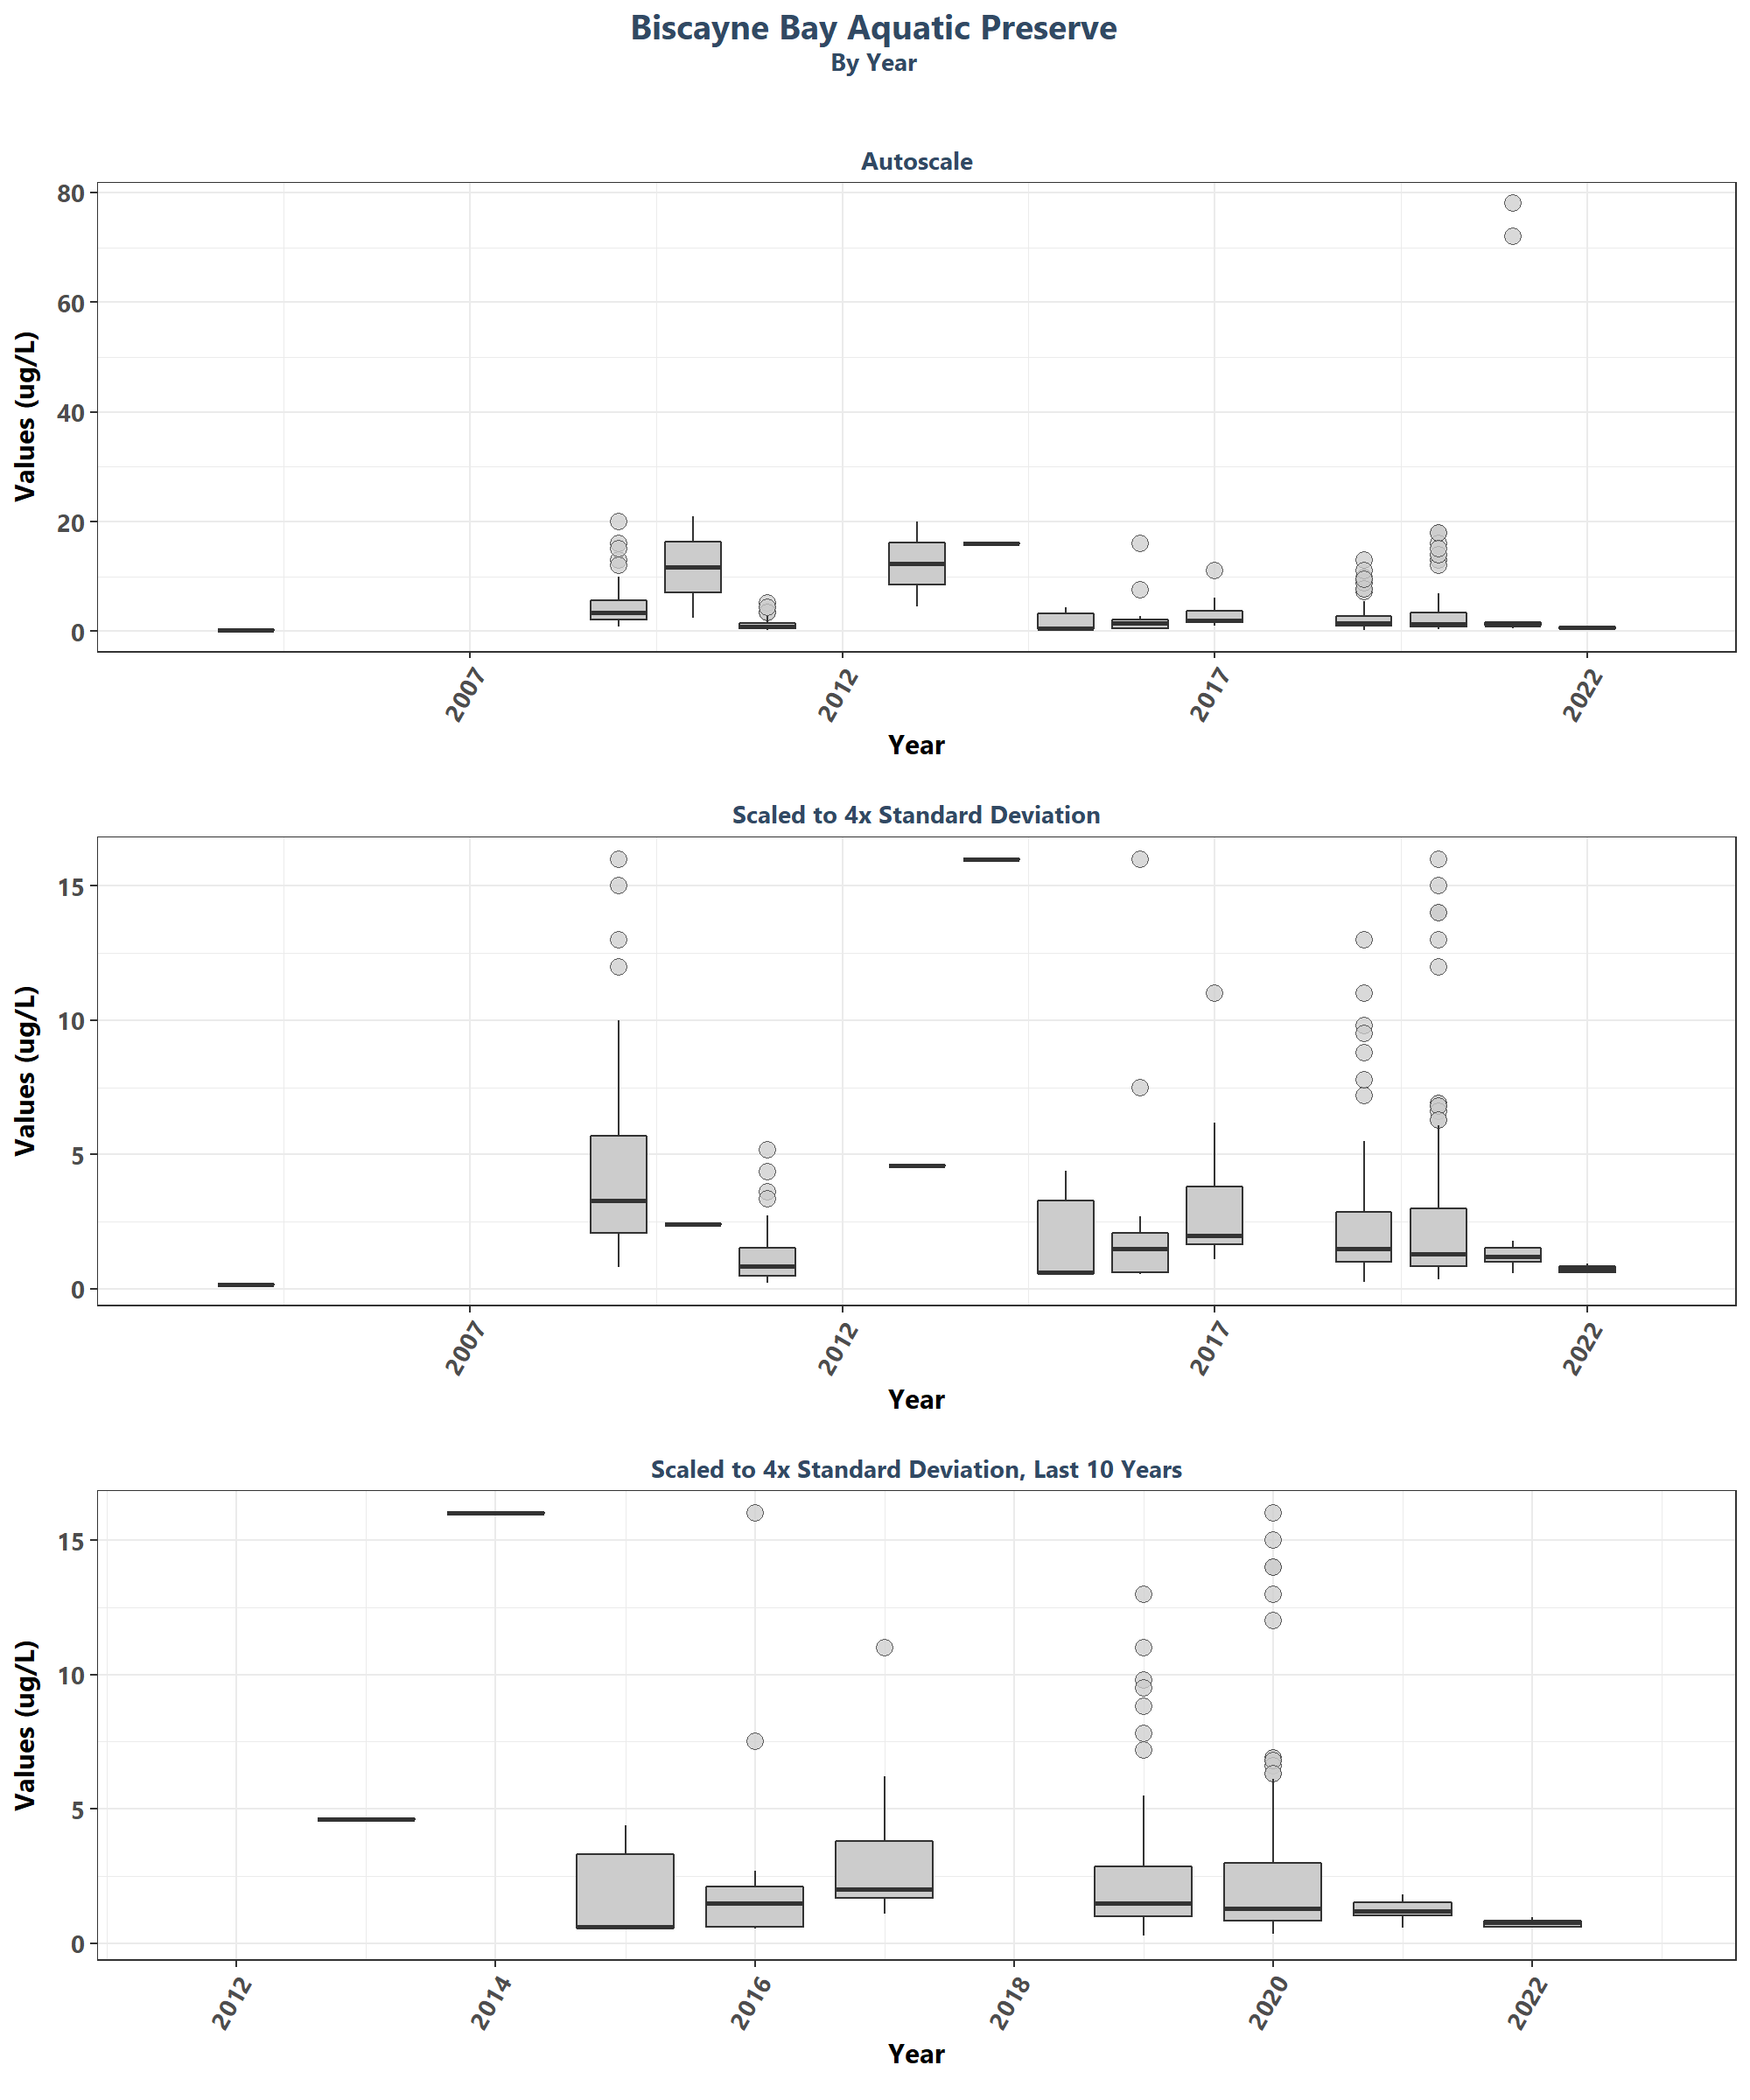 Biscayne Bay Aquatic Preserve
By Year
Autoscale
Values (ug/L)
80
60
40
20
0
2007
2012
2017
2022
Year
Scaled to 4x Standard Deviation
Values (ug/L)
15
10
5
0
2007
2012
2017
2022
Year
Scaled to 4x Standard Deviation, Last 10 Years
Values (ug/L)
15
10
5
0
2012
2014
2016
2018
2020
2022
Year